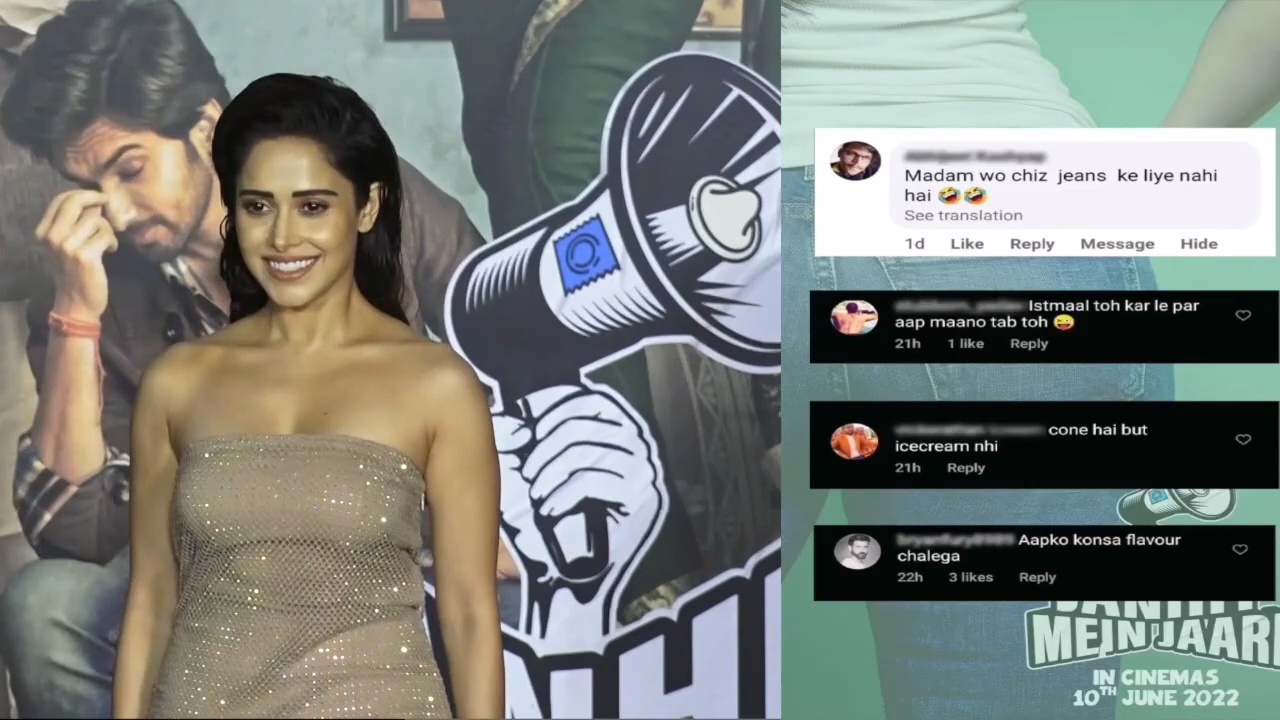 Madam wo chiz jeans ke liye nahi
hai 🤣🤣
See translation
1d Like Reply Message Hide
Istmaal toh kar le par
aap maano tab toh 😜
21h 1 like Reply
cone hai but
icecream nhi
21h Reply
Aapko konsa flavour
chalega
22h 3 likes Reply
MEIN JAARI
IN CINEMAS
10TH JUNE 2022